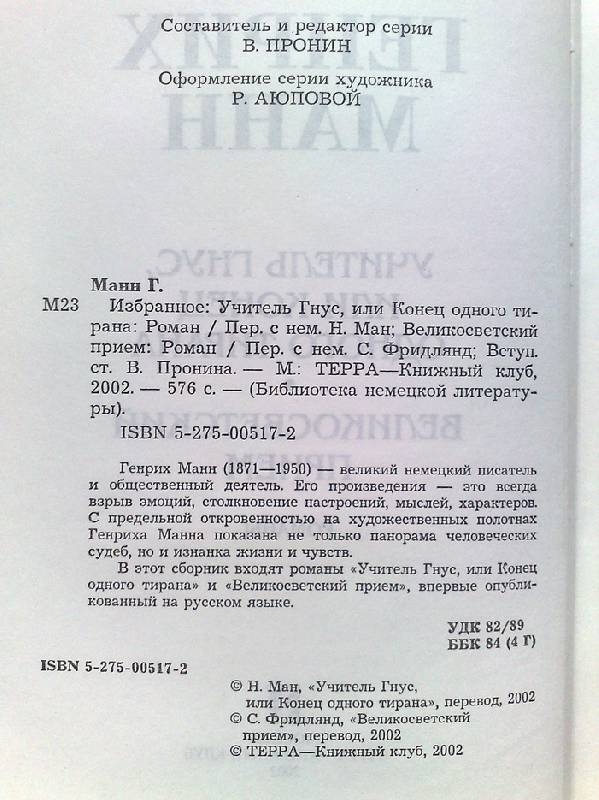 Составитель и редактор серии
В. ПРОНИН
Оформление серии художника
Р. АЮПОВОЙ
Манн Г.
М23 Избранное: Учитель Гнус, или Конец одного ти-
рана: Роман / Пер. с нем. Н. Ман; Великосветский
прием: Роман / Пер. с нем. С. Фридлянд; Вступ.
ст. В. Пронина. — М.: ТЕРРА—Книжный клуб,
2002. — 576 с. — (Библиотека немецкой литерату-
ры).
ISBN 5-275-00517-2
Генрих Манн (1871—1950) — великий немецкий писатель
и общественный деятель. Его произведения — это всегда
взрыв эмоций, столкновение настроений, мыслей, характеров.
С предельной откровенностью на художественных полотнах
Генриха Манна показана не только панорама человеческих
судеб, но и изнанка жизни и чувств.
В этот сборник входят романы «Учитель Гнус, или Конец
одного тирана» и «Великосветский прием», впервые опубли-
кованный на русском языке.
УДК 82/89
ББК 84 (4 Г)
ISBN 5-275-00517-2
© Н. Ман, «Учитель Гнус,
или Конец одного тирана», перевод, 2002
© С. Фридлянд, «Великосветский
прием», перевод, 2002
© ТЕРРА—Книжный клуб, 2002